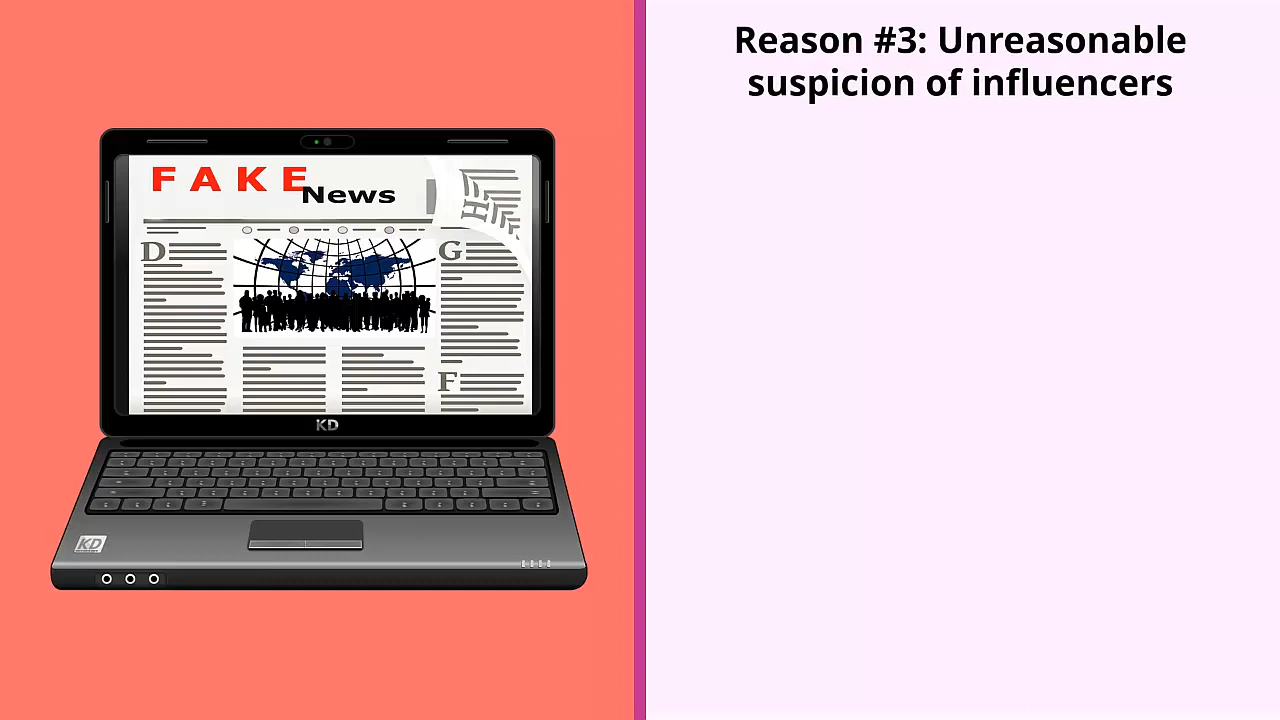 Reason #3: Unreasonable
suspicion of influencers
FAKE
News
H
D
G
F
KD
KD